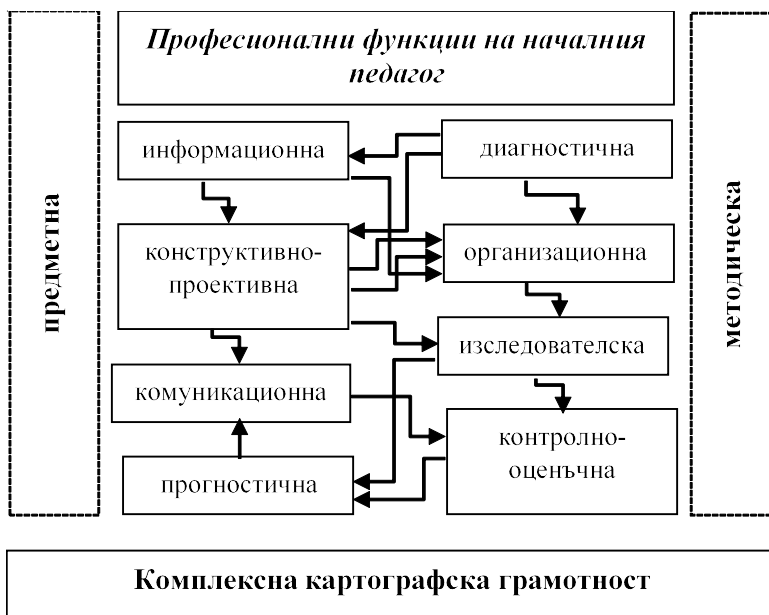 Професионални функции на началния
педагог
предметна
информационна
диагностична
методическа
конструктивно-
проективна
организационна
изследователска
комуникационна
контролно-
оценъчна
прогностична
Комплексна картографска грамотност